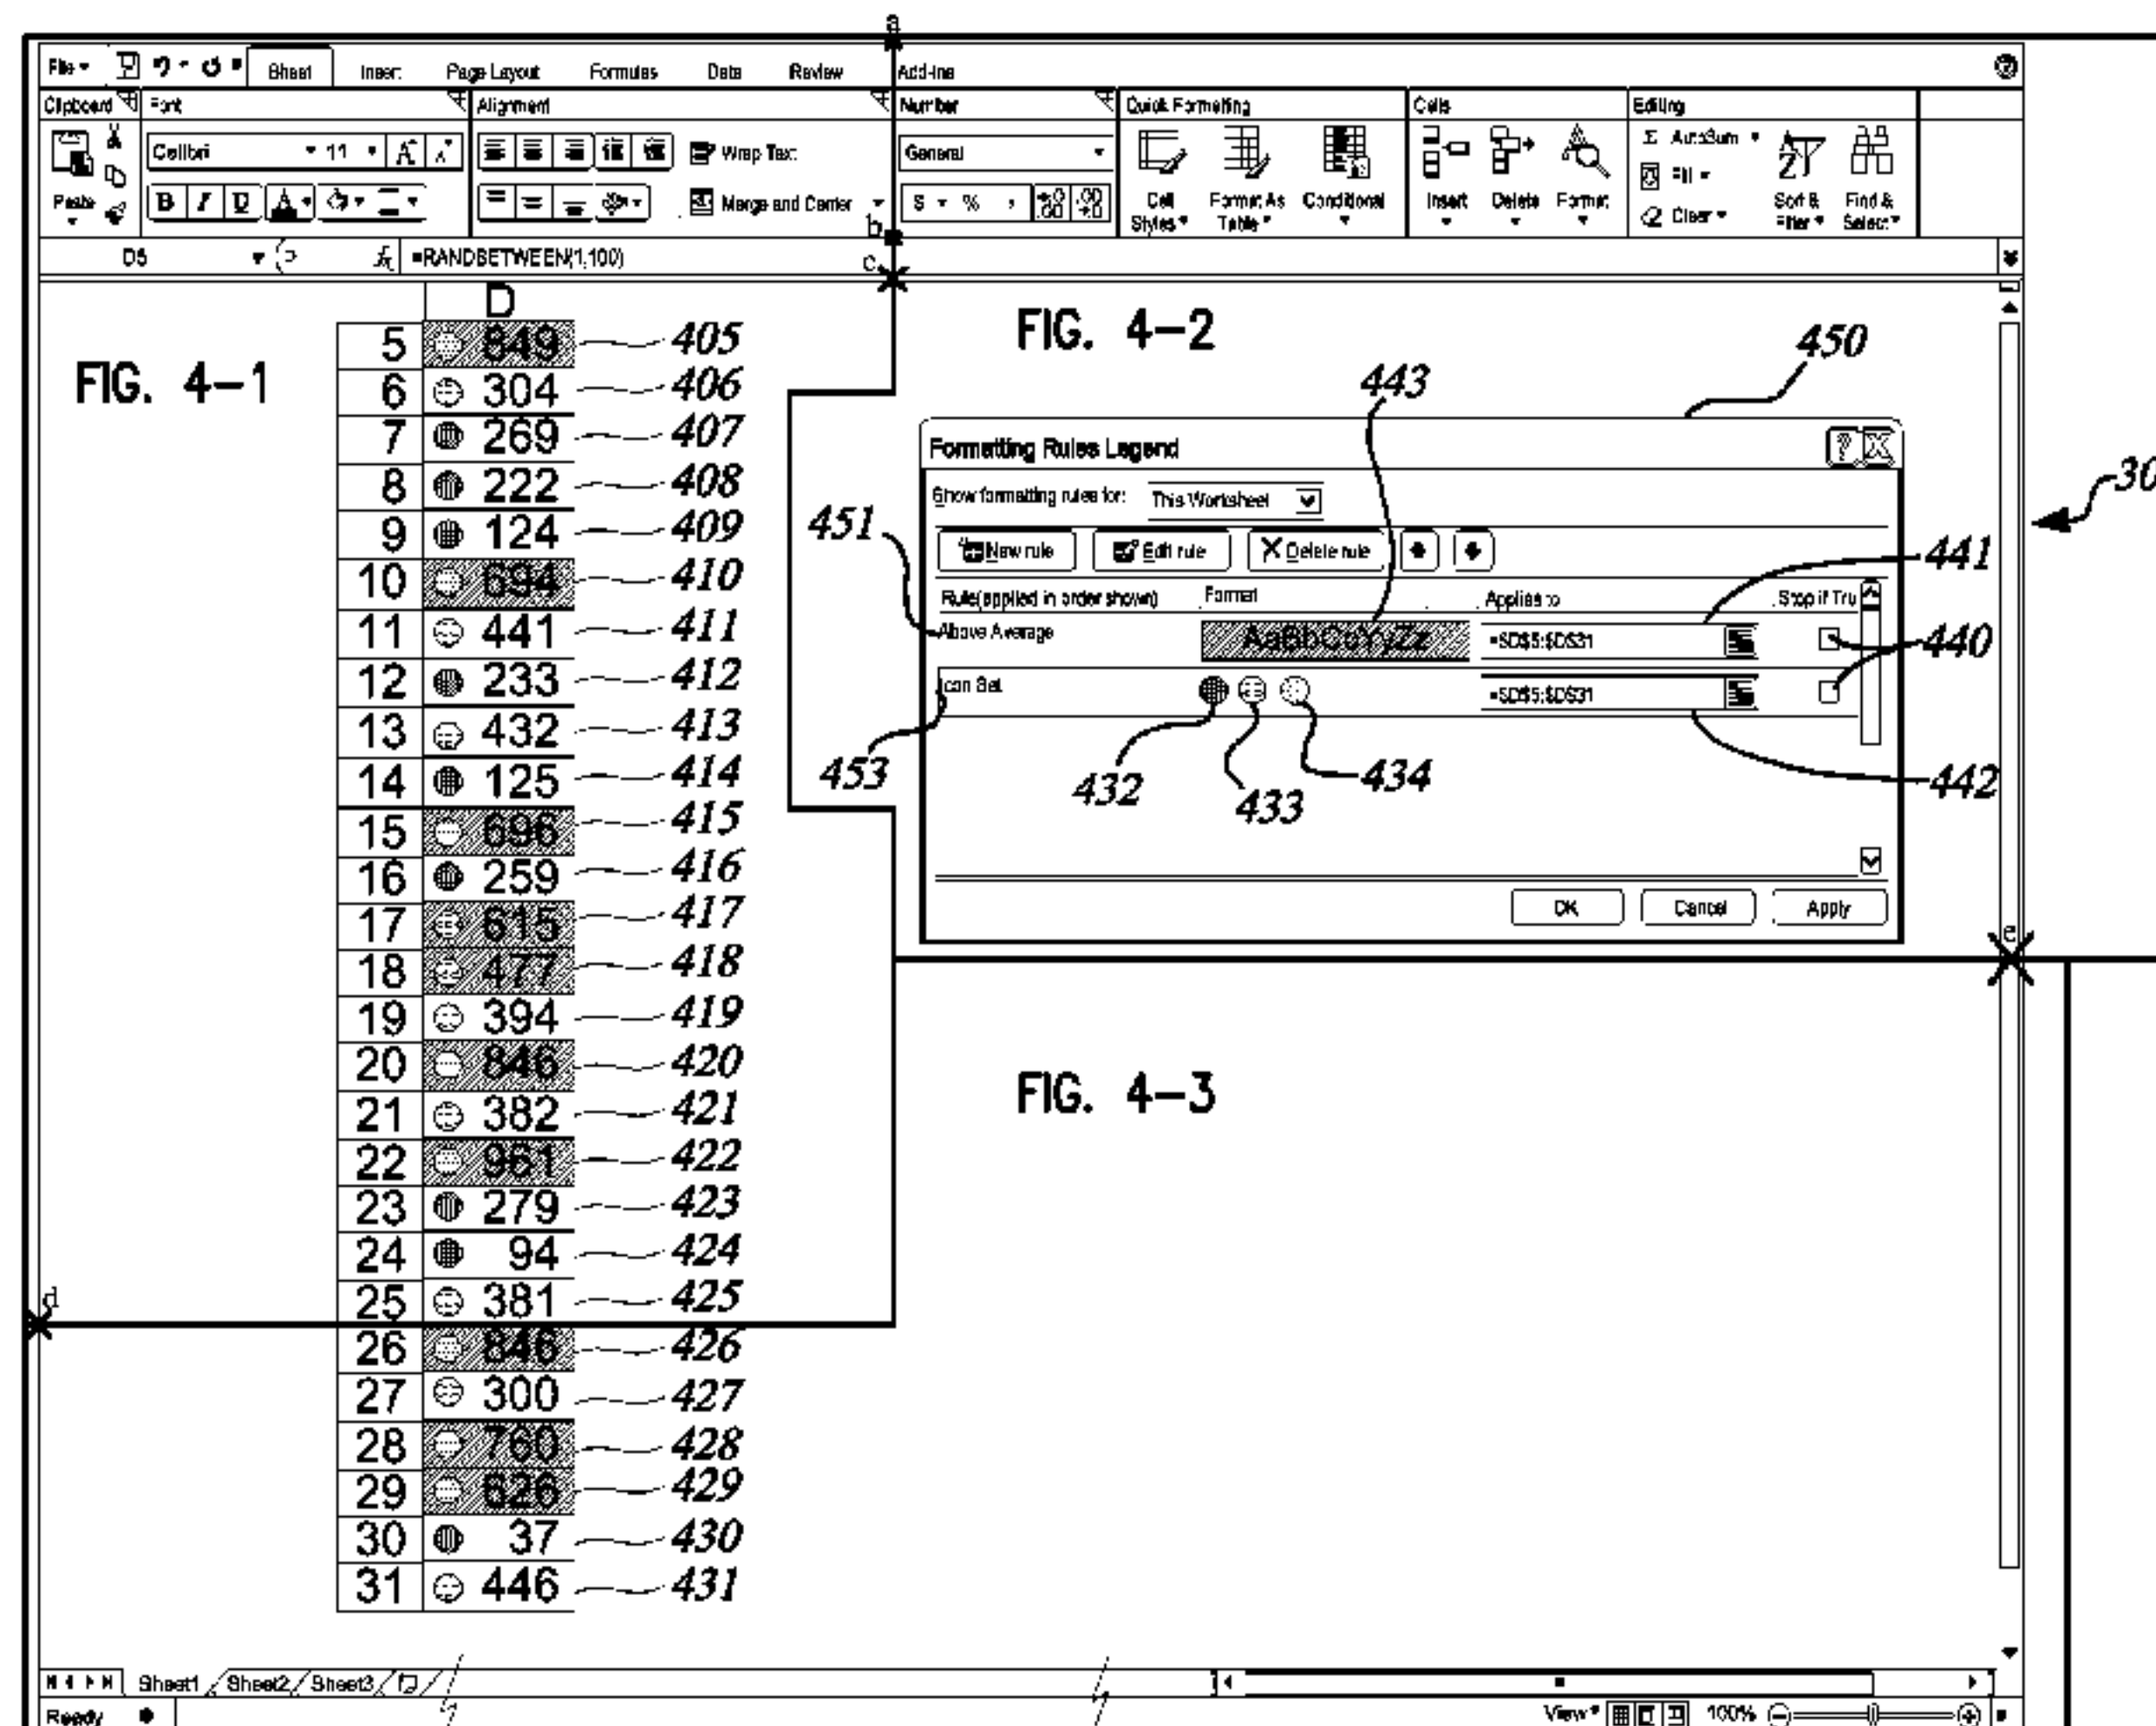 a
File Sheet Insert Page Layout Formulas Data Review Add-Ins
Clipboard Font Alignment Number Quick Formatting Cells Editing
Calibri 11 A A Wrap Text General Σ AutoSum
Paste B I U A Merge and Center $ % , .00 .00 Cell Styles Format As Table Conditional Insert Delete Format Fill Clear Sort & Filter Find & Select
b
D5 fx =RANDBETWEEN(1,100)
c
D
FIG. 4-1
5 849 405
6 304 406
7 269 407
8 222 408
9 124 409
10 694 410
11 441 411
12 233 412
13 432 413
14 125 414
15 696 415
16 259 416
17 615 417
18 477 418
19 394 419
20 846 420
21 382 421
22 961 422
23 279 423
24 94 424
25 381 425
d
26 846 426
27 300 427
28 760 428
29 626 429
30 37 430
31 446 431
FIG. 4-2
450
443
Formatting Rules Legend ? X
Show formatting rules for: This Worksheet
30
451
New rule Edit rule X Delete rule
441
Rule(applied in order shown) Format Applies to Stop if Tru
Above Average AaBbCcYyZz =$D$5:$D$31
440
Icon Set =$D$5:$D$31
453 432 433 434 442
OK Cancel Apply
e
FIG. 4-3
Sheet1 Sheet2 Sheet3
Ready View 100%